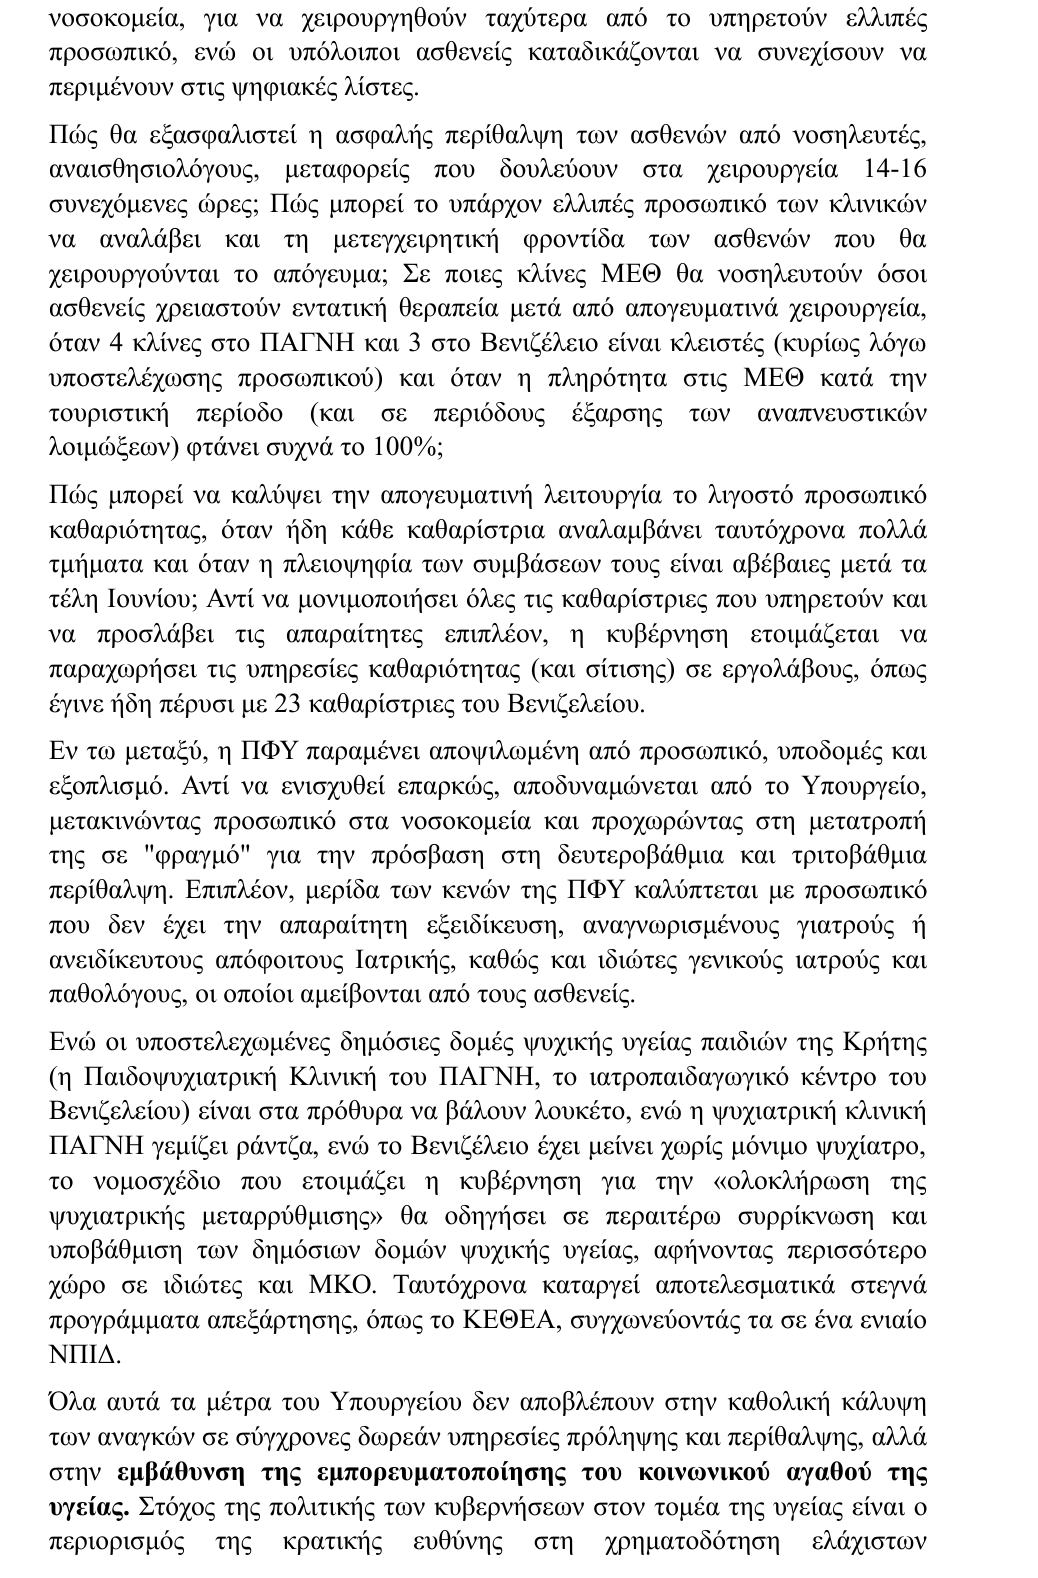 νοσοκομεία, για να χειρουργηθούν ταχύτερα από το υπηρετούν ελλιπές
προσωπικό, ενώ οι υπόλοιποι ασθενείς καταδικάζονται να συνεχίσουν να
περιμένουν στις ψηφιακές λίστες.
Πώς θα εξασφαλιστεί η ασφαλής περίθαλψη των ασθενών από νοσηλευτές,
αναισθησιολόγους, μεταφορείς που δουλεύουν στα χειρουργεία 14-16
συνεχόμενες ώρες; Πώς μπορεί το υπάρχον ελλιπές προσωπικό των κλινικών
να αναλάβει και τη μετεγχειρητική φροντίδα των ασθενών που θα
χειρουργούνται το απόγευμα; Σε ποιες κλίνες ΜΕΘ θα νοσηλευτούν όσοι
ασθενείς χρειαστούν εντατική θεραπεία μετά από απογευματινά χειρουργεία,
όταν 4 κλίνες στο ΠΑΓΝΗ και 3 στο Βενιζέλειο είναι κλειστές (κυρίως λόγω
υποστελέχωσης προσωπικού) και όταν η πληρότητα στις ΜΕΘ κατά την
τουριστική περίοδο (και σε περιόδους έξαρσης των αναπνευστικών
λοιμώξεων) φτάνει συχνά το 100%;
Πώς μπορεί να καλύψει την απογευματινή λειτουργία το λιγοστό προσωπικό
καθαριότητας, όταν ήδη κάθε καθαρίστρια αναλαμβάνει ταυτόχρονα πολλά
τμήματα και όταν η πλειοψηφία των συμβάσεων τους είναι αβέβαιες μετά τα
τέλη Ιουνίου; Αντί να μονιμοποιήσει όλες τις καθαρίστριες που υπηρετούν και
να προσλάβει τις απαραίτητες επιπλέον, η κυβέρνηση ετοιμάζεται να
παραχωρήσει τις υπηρεσίες καθαριότητας (και σίτισης) σε εργολάβους, όπως
έγινε ήδη πέρυσι με 23 καθαρίστριες του Βενιζελείου.
Εν τω μεταξύ, η ΠΦΥ παραμένει αποψιλωμένη από προσωπικό, υποδομές και
εξοπλισμό. Αντί να ενισχυθεί επαρκώς, αποδυναμώνεται από το Υπουργείο,
μετακινώντας προσωπικό στα νοσοκομεία και προχωρώντας στη μετατροπή
της σε "φραγμό" για την πρόσβαση στη δευτεροβάθμια και τριτοβάθμια
περίθαλψη. Επιπλέον, μερίδα των κενών της ΠΦΥ καλύπτεται με προσωπικό
που δεν έχει την απαραίτητη εξειδίκευση, αναγνωρισμένους γιατρούς ή
ανειδίκευτους απόφοιτους Ιατρικής, καθώς και ιδιώτες γενικούς ιατρούς και
παθολόγους, οι οποίοι αμείβονται από τους ασθενείς.
Ενώ οι υποστελεχωμένες δημόσιες δομές ψυχικής υγείας παιδιών της Κρήτης
(η Παιδοψυχιατρική Κλινική του ΠΑΓΝΗ, το ιατροπαιδαγωγικό κέντρο του
Βενιζελείου) είναι στα πρόθυρα να βάλουν λουκέτο, ενώ η ψυχιατρική κλινική
ΠΑΓΝΗ γεμίζει ράντζα, ενώ το Βενιζέλειο έχει μείνει χωρίς μόνιμο ψυχίατρο,
το νομοσχέδιο που ετοιμάζει η κυβέρνηση για την «ολοκλήρωση της
ψυχιατρικής μεταρρύθμισης» θα οδηγήσει σε περαιτέρω συρρίκνωση και
υποβάθμιση των δημόσιων δομών ψυχικής υγείας, αφήνοντας περισσότερο
χώρο σε ιδιώτες και ΜΚΟ. Ταυτόχρονα καταργεί αποτελεσματικά στεγνά
προγράμματα απεξάρτησης, όπως το ΚΕΘΕΑ, συγχωνεύοντάς τα σε ένα ενιαίο
ΝΠΙΔ.
Όλα αυτά τα μέτρα του Υπουργείου δεν αποβλέπουν στην καθολική κάλυψη
των αναγκών σε σύγχρονες δωρεάν υπηρεσίες πρόληψης και περίθαλψης, αλλά
στην εμβάθυνση της εμπορευματοποίησης του κοινωνικού αγαθού της
υγείας. Στόχος της πολιτικής των κυβερνήσεων στον τομέα της υγείας είναι ο
περιορισμός της κρατικής ευθύνης στη χρηματοδότηση ελάχιστων